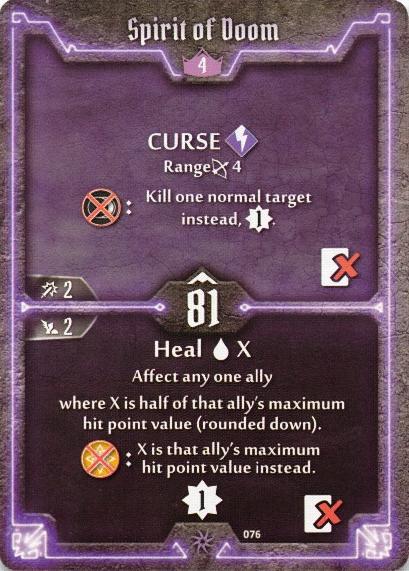 Spirit of Doom
4
CURSE
Range 4
: Kill one normal target
instead, 1.
2
81
2
Heal X
Affect any one ally
where X is half of that ally's maximum
hit point value (rounded down).
: X is that ally's maximum
hit point value instead.
1
076